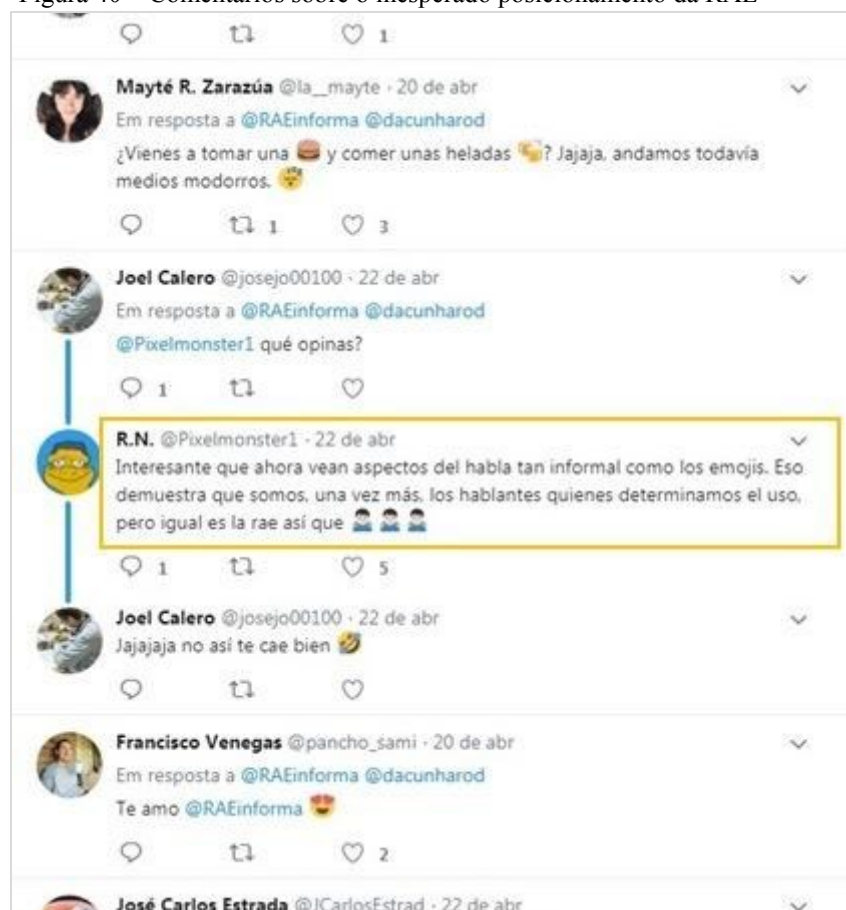 Figura 40 – Comentários sobre o inesperado posicionamento da RAE
1
Mayté R. Zarazúa @la__mayte · 20 de abr
Em resposta a @RAEinforma @dacunharod
¿Vienes a tomar una 🍔 y comer unas heladas 🍻? Jajaja, andamos todavía
medios modorros. 😴
1 3
Joel Calero @josejo00100 · 22 de abr
Em resposta a @RAEinforma @dacunharod
@Pixelmonster1 qué opinas?
1
R.N. @Pixelmonster1 · 22 de abr
Interesante que ahora vean aspectos del habla tan informal como los emojis. Eso
demuestra que somos, una vez más, los hablantes quienes determinamos el uso,
pero igual es la rae así que 🤷‍♂️ 🤷‍♂️ 🤷‍♂️
1 5
Joel Calero @josejo00100 · 22 de abr
Jajajaja no así te cae bien 🤣
Francisco Venegas @pancho_sami · 20 de abr
Em resposta a @RAEinforma @dacunharod
Te amo @RAEinforma 😍
2
José Carlos Estrada @JCarlosEstrad · 22 de abr